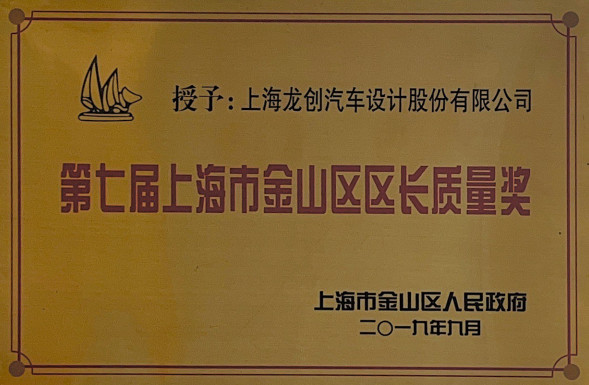 授予：上海龙创汽车设计股份有限公司
第七届上海市金山区区长质量奖
上海市金山区人民政府
二〇一九年九月